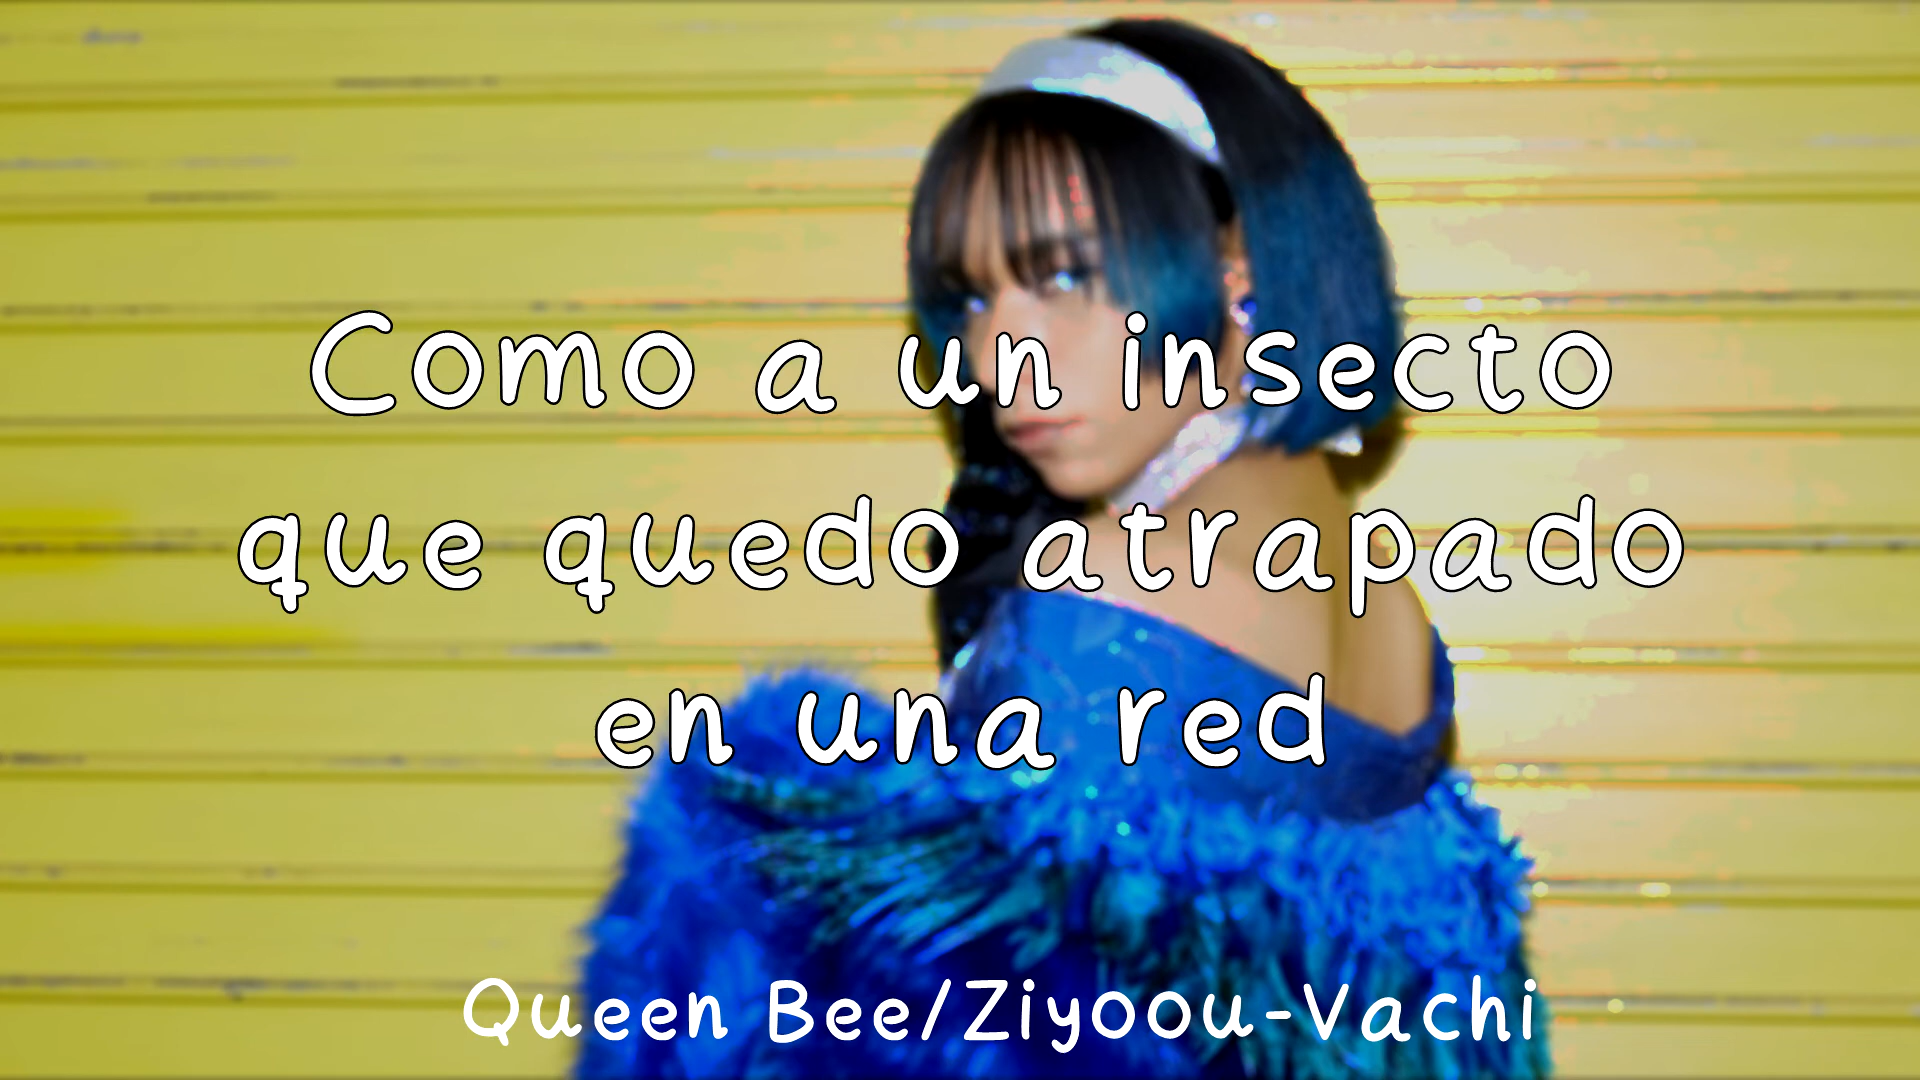 Como a un insecto
que quedo atrapado
en una red
Queen Bee/Ziyoou-Vachi